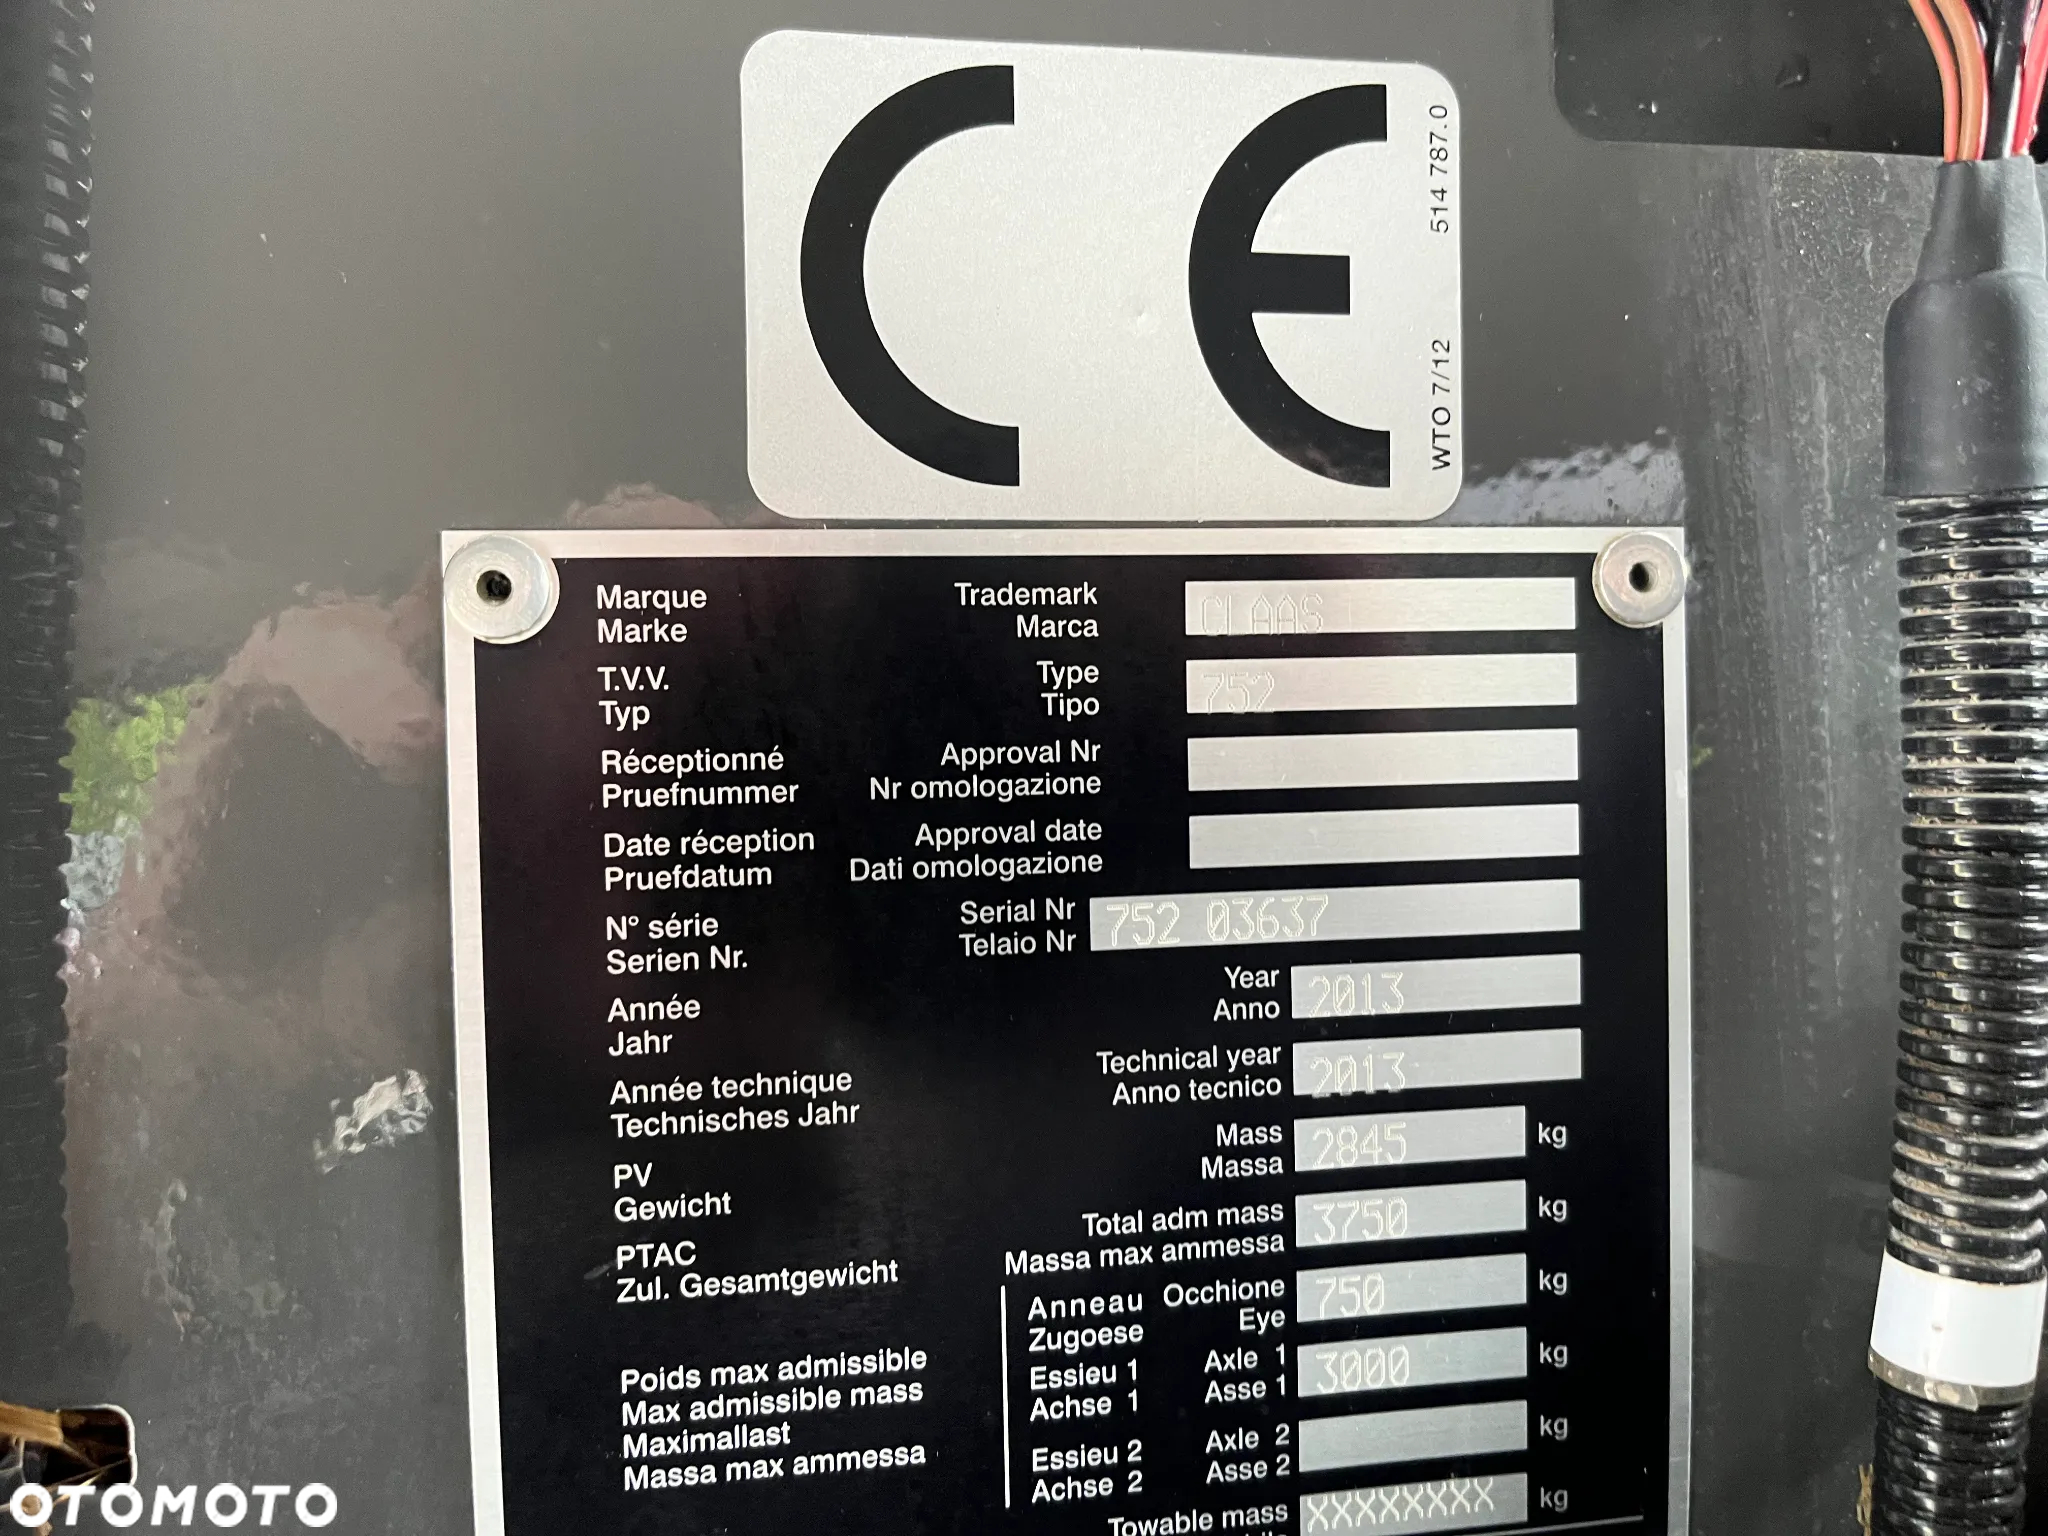 CE
514 787.0
WTO 7/12
Marque Trademark CLAAS
Marke Marca
T.V.V. Type 752
Typ Tipo
Réceptionné Approval Nr
Pruefnummer Nr omologazione
Date réception Approval date
Pruefdatum Dati omologazione
N° série Serial Nr 752 03637
Serien Nr. Telaio Nr
Année Year 2013
Jahr Anno
Année technique Technical year 2013
Technisches Jahr Anno tecnico
PV Mass 2845 kg
Gewicht Massa
PTAC Total adm mass 3750 kg
Zul. Gesamtgewicht Massa max ammessa
Anneau Occhione 750 kg
Zugoese Eye
Poids max admissible Essieu 1 Axle 1 3000 kg
Max admissible mass Achse 1 Asse 1
Maximallast Essieu 2 Axle 2 kg
Massa max ammessa Achse 2 Asse 2
Towable mass XXXXXXXX kg
OTOMOTO